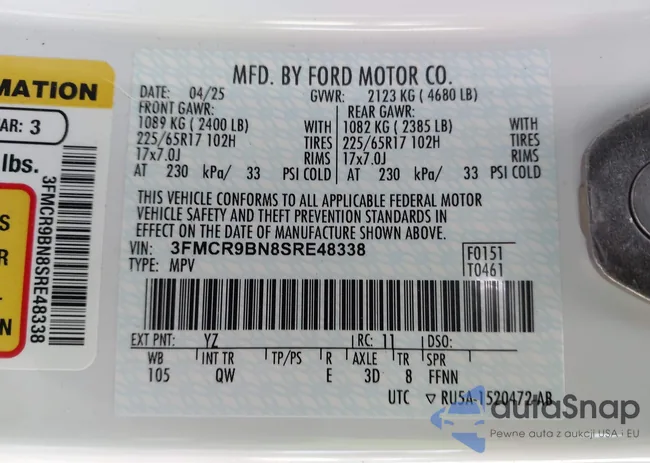 RMATION
AR: 3
lbs.
3FMCR9BN8SRE48338
S
R
N
MFD. BY FORD MOTOR CO.
DATE: 04/25 GVWR: 2123 KG (4680 LB)
FRONT GAWR: REAR GAWR:
1089 KG (2400 LB) WITH 1082 KG (2385 LB) WITH
225/65R17 102H TIRES 225/65R17 102H TIRES
17x7.0J RIMS 17x7.0J RIMS
AT 230 kPa/ 33 PSI COLD AT 230 kPa/ 33 PSI COLD
THIS VEHICLE CONFORMS TO ALL APPLICABLE FEDERAL MOTOR
VEHICLE SAFETY AND THEFT PREVENTION STANDARDS IN
EFFECT ON THE DATE OF MANUFACTURE SHOWN ABOVE.
VIN: 3FMCR9BN8SRE48338 F0151
TYPE: MPV T0461
EXT PNT: YZ RC: 11 DSO:
WB INT TR TP/PS R AXLE TR SPR
105 QW E 3D 8 FFNN
UTC ▽ RU5A-1520472-AB
autaSnap
Pewne auta z aukcji USA i EU